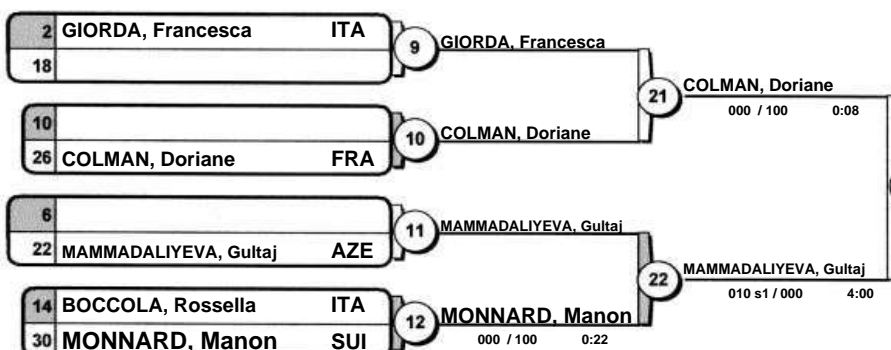 2 GIORDA, Francesca ITA
18
9
GIORDA, Francesca
10
26 COLMAN, Doriane FRA
10
COLMAN, Doriane
21
COLMAN, Doriane
000 / 100 0:08
6
22 MAMMADALIYEVA, Gultaj AZE
11
MAMMADALIYEVA, Gultaj
14 BOCCOLA, Rossella ITA
30 MONNARD, Manon SUI
12
MONNARD, Manon
000 / 100 0:22
22
MAMMADALIYEVA, Gultaj
010 s1 / 000 4:00